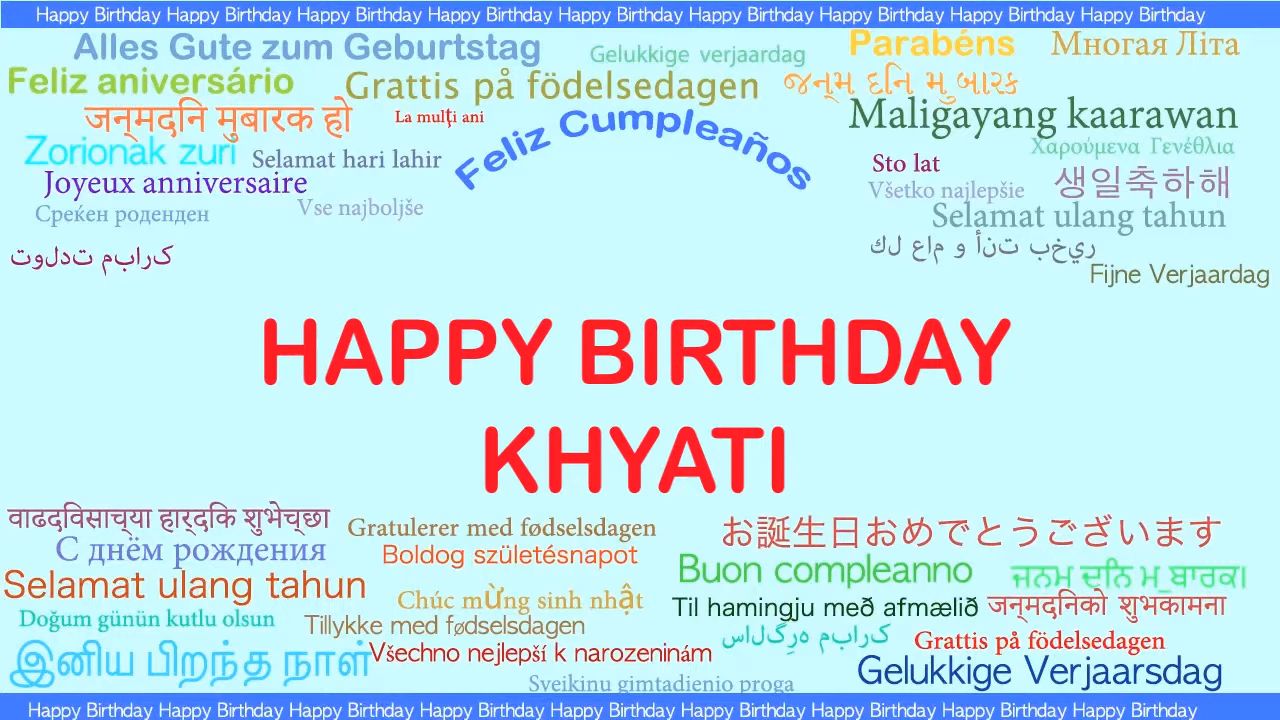 Happy Birthday Happy Birthday Happy Birthday Happy Birthday Happy Birthday Happy Birthday Happy Birthday Happy Birthday Happy Birthday
Alles Gute zum Geburtstag
Gelukkige verjaardag
Parabéns
Многая Літа
Feliz aniversário
Grattis på födelsedagen
જન્મ દનિ મુબારક
जन्मदनि मुबारक हो
La mulţi ani
Feliz Cumpleaños
Maligayang kaarawan
Zorionak zuri
Selamat hari lahir
Χαρούμενα Γενέθλια
Joyeux anniversaire
Sto lat
생일축하해
Среќен роденден
Vse najboljše
Všetko najlepšie
Selamat ulang tahun
تولدت مبارک
كل عام و أنت بخير
Fijne Verjaardag
HAPPY BIRTHDAY
KHYATI
वाढदविसाच्या हार्दकि शुभेच्छा
Gratulerer med fødselsdagen
お誕生日おめでとうございます
С днём рождения
Boldog születésnapot
Buon compleanno
ਜਨਮ ਦਨਿ ਮੁਬਾਰਕ।
Selamat ulang tahun
Chúc mừng sinh nhật
Til hamingju með afmælið
जन्मदनिको शुभकामना
Doğum günün kutlu olsun
Tillykke med fødselsdagen
سالگرہ مبارک
Grattis på födelsedagen
இனிய பிறந்த நாள்
Všechno nejlepší k narozeninám
Gelukkige Verjaarsdag
Sveikinu gimtadienio proga
Happy Birthday Happy Birthday Happy Birthday Happy Birthday Happy Birthday Happy Birthday Happy Birthday Happy Birthday Happy Birthday